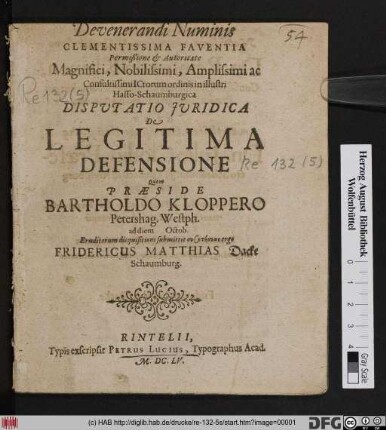 Devenerandi Numinis
CLEMENTISSIMA FAVENTIA
Permissione & Autoritate
Magnifici, Nobilissimi, Amplissimi ac
Consultissimi ICtorum ordinis in illustri
Hasso-Schaumburgica
DISPUTATIO JURIDICA
De
LEGITIMA
DEFENSIONE
Quam
PRÆSIDE
BARTHOLDO KLOPPERO
Petershag. Westph.
ad diem Octob.
Eruditorum disquisitioni submittit
FRIDERICUS MATTHIAS Dacke
Schaumburg.
RINTELII,
Typis exscripsit PETRUS LUCIUS, Typographus Acad.
M. DC. LV.
54
Re 132(5)
Re 132 (5)
Herzog August Bibliothek
Wolfenbüttel
(c) HAB http://diglib.hab.de/drucke/re-132-5s/start.htm?image=00001
DFG